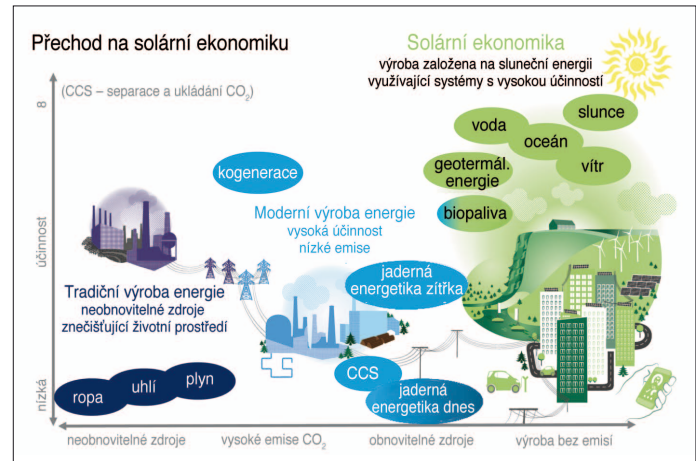 Přechod na solární ekonomiku
Solární ekonomika
výroba založena na sluneční energii
využívající systémy s vysokou účinností
(CCS – separace a ukládání CO₂)
8
účinnost
nízká
slunce
voda
oceán
vítr
geotermál.
energie
biopaliva
kogenerace
Moderní výroba energie
vysoká účinnost
nízké emise
jaderná
energetika zítřka
Tradiční výroba energie
neobnovitelné zdroje
znečišťující životní prostředí
CCS
jaderná
energetika dnes
ropa
uhlí
plyn
neobnovitelné zdroje
vysoké emise CO₂
obnovitelné zdroje
výroba bez emisí